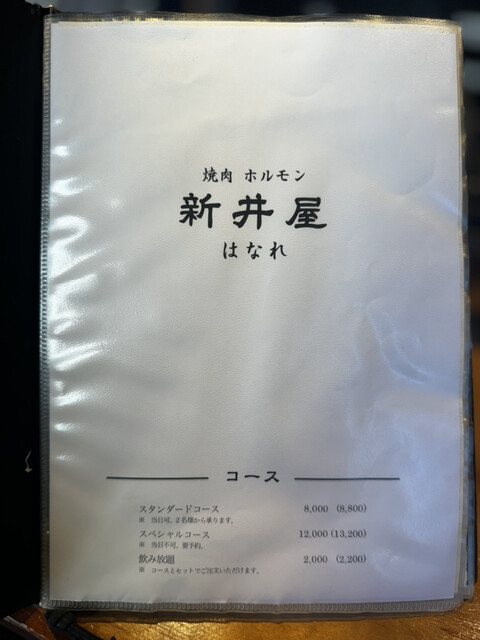 焼肉 ホルモン
新井屋
はなれ
コース
スタンダードコース 8,000 (8,800)
※ 当日可。2名様から承ります。
スペシャルコース 12,000 (13,200)
※ 当日不可。要予約。
飲み放題 2,000 (2,200)
※ コースとセットでご注文いただけます。